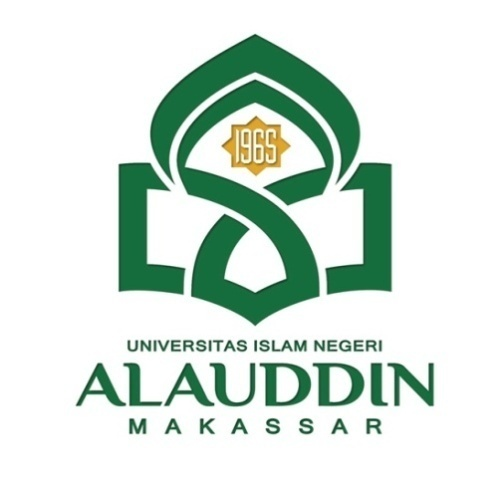 1965
UNIVERSITAS ISLAM NEGERI
ALAUDDIN
MAKASSAR